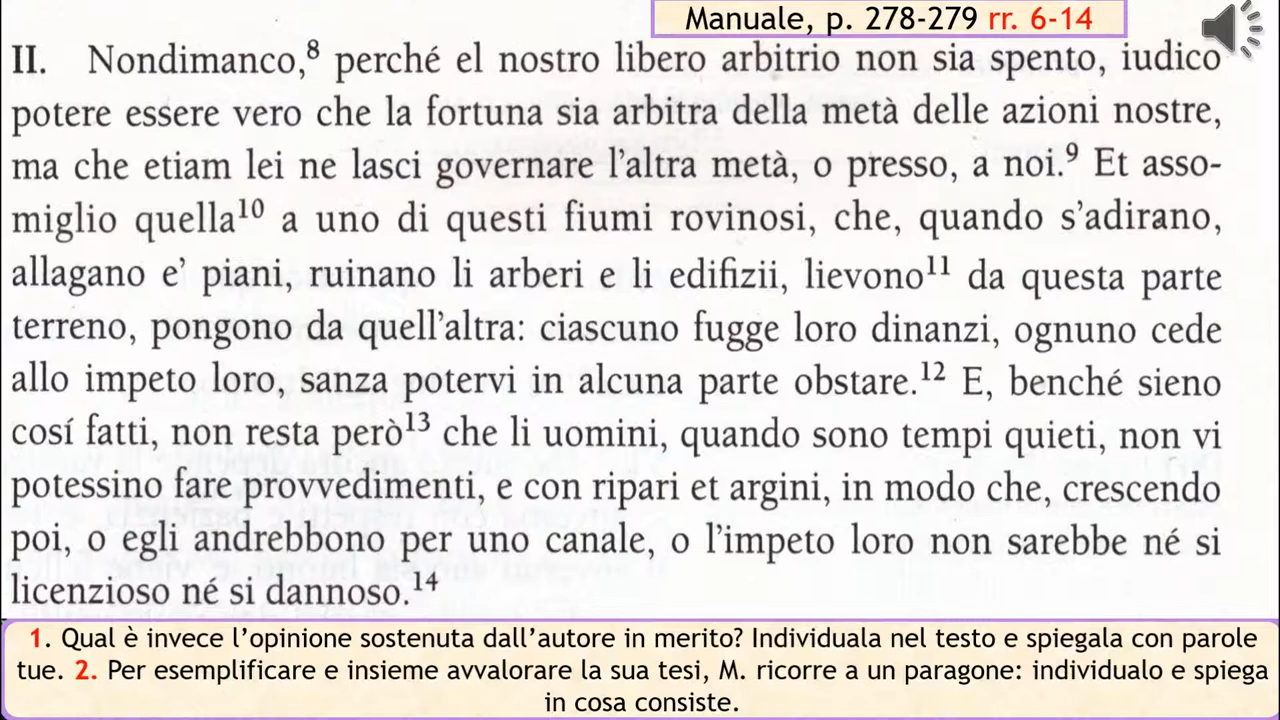 Manuale, p. 278-279 rr. 6-14
II. Nondimanco,⁸ perché el nostro libero arbitrio non sia spento, iudico
potere essere vero che la fortuna sia arbitra della metà delle azioni nostre,
ma che etiam lei ne lasci governare l'altra metà, o presso, a noi.⁹ Et asso-
miglio quella¹⁰ a uno di questi fiumi rovinosi, che, quando s'adirano,
allagano e' piani, ruinano li arberi e li edifizii, lievono¹¹ da questa parte
terreno, pongono da quell'altra: ciascuno fugge loro dinanzi, ognuno cede
allo impeto loro, sanza potervi in alcuna parte obstare.¹² E, benché sieno
cosí fatti, non resta però¹³ che li uomini, quando sono tempi quieti, non vi
potessino fare provvedimenti, e con ripari et argini, in modo che, crescendo
poi, o egli andrebbono per uno canale, o l'impeto loro non sarebbe né si
licenzioso né si dannoso.¹⁴
1. Qual è invece l'opinione sostenuta dall'autore in merito? Individuala nel testo e spiegala con parole
tue. 2. Per esemplificare e insieme avvalorare la sua tesi, M. ricorre a un paragone: individualo e spiega
in cosa consiste.